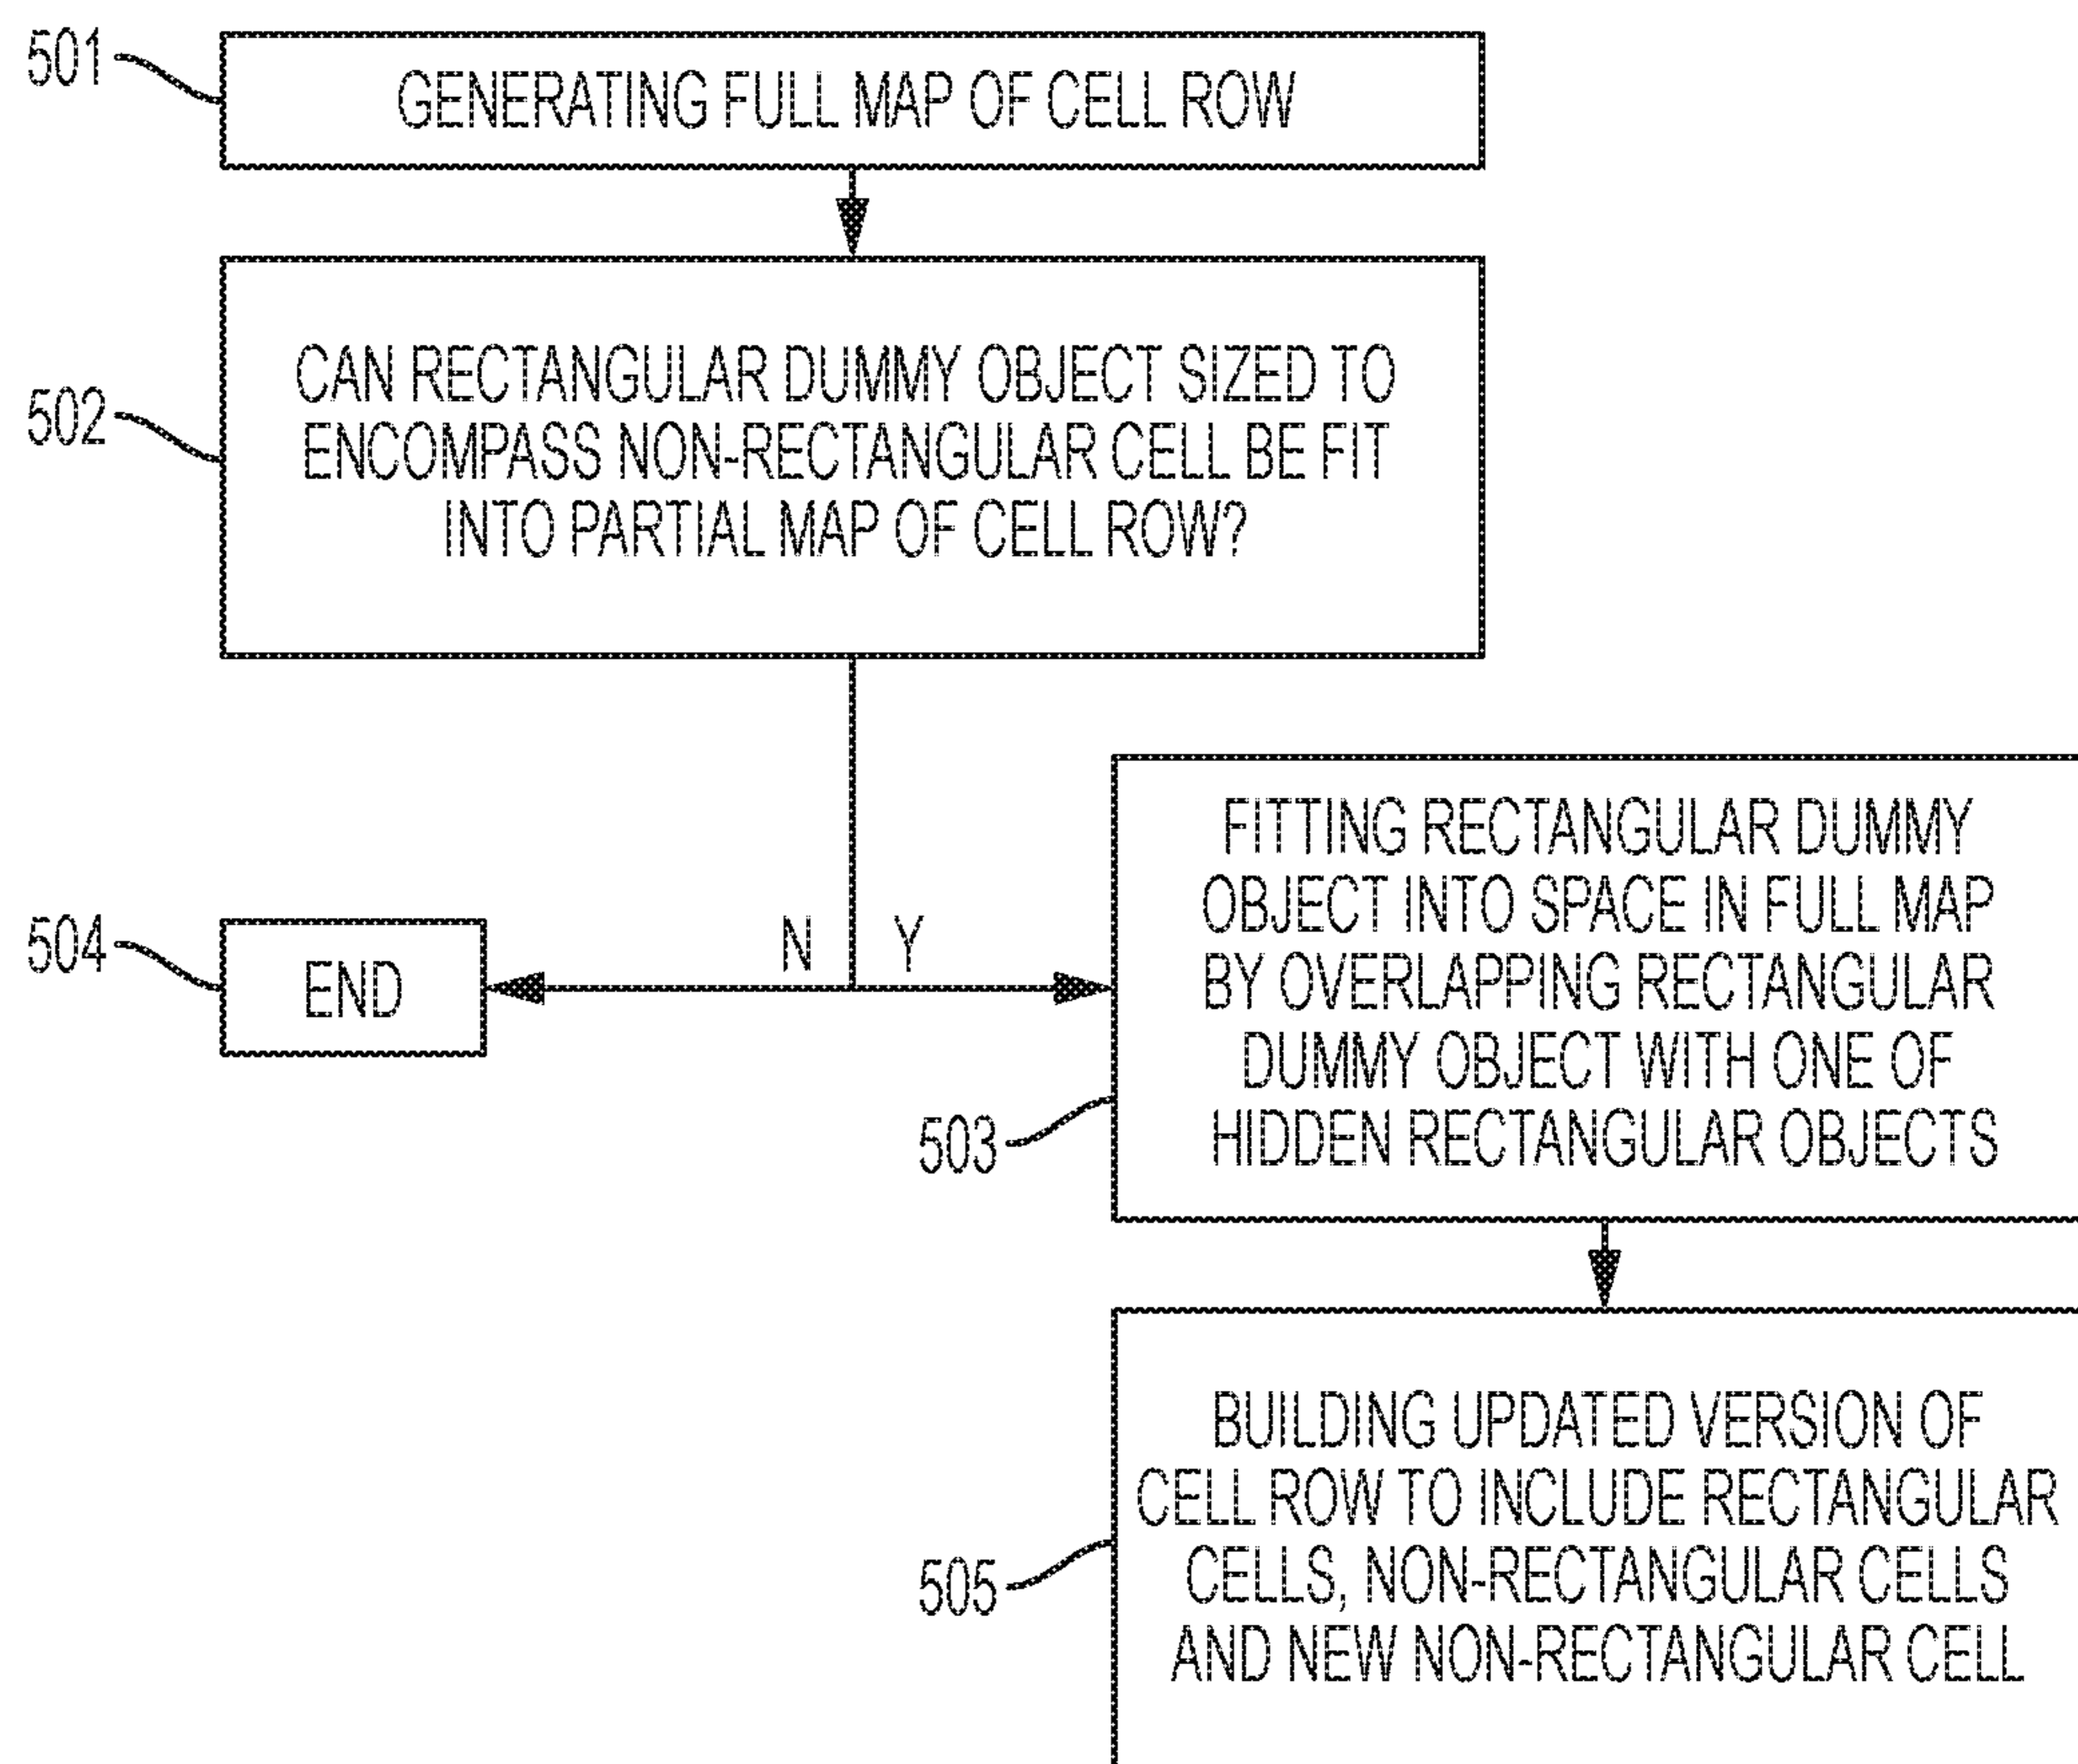 501
GENERATING FULL MAP OF CELL ROW
502
CAN RECTANGULAR DUMMY OBJECT SIZED TO
ENCOMPASS NON-RECTANGULAR CELL BE FIT
INTO PARTIAL MAP OF CELL ROW?
N Y
504
END
503
FITTING RECTANGULAR DUMMY
OBJECT INTO SPACE IN FULL MAP
BY OVERLAPPING RECTANGULAR
DUMMY OBJECT WITH ONE OF
HIDDEN RECTANGULAR OBJECTS
505
BUILDING UPDATED VERSION OF
CELL ROW TO INCLUDE RECTANGULAR
CELLS, NON-RECTANGULAR CELLS
AND NEW NON-RECTANGULAR CELL